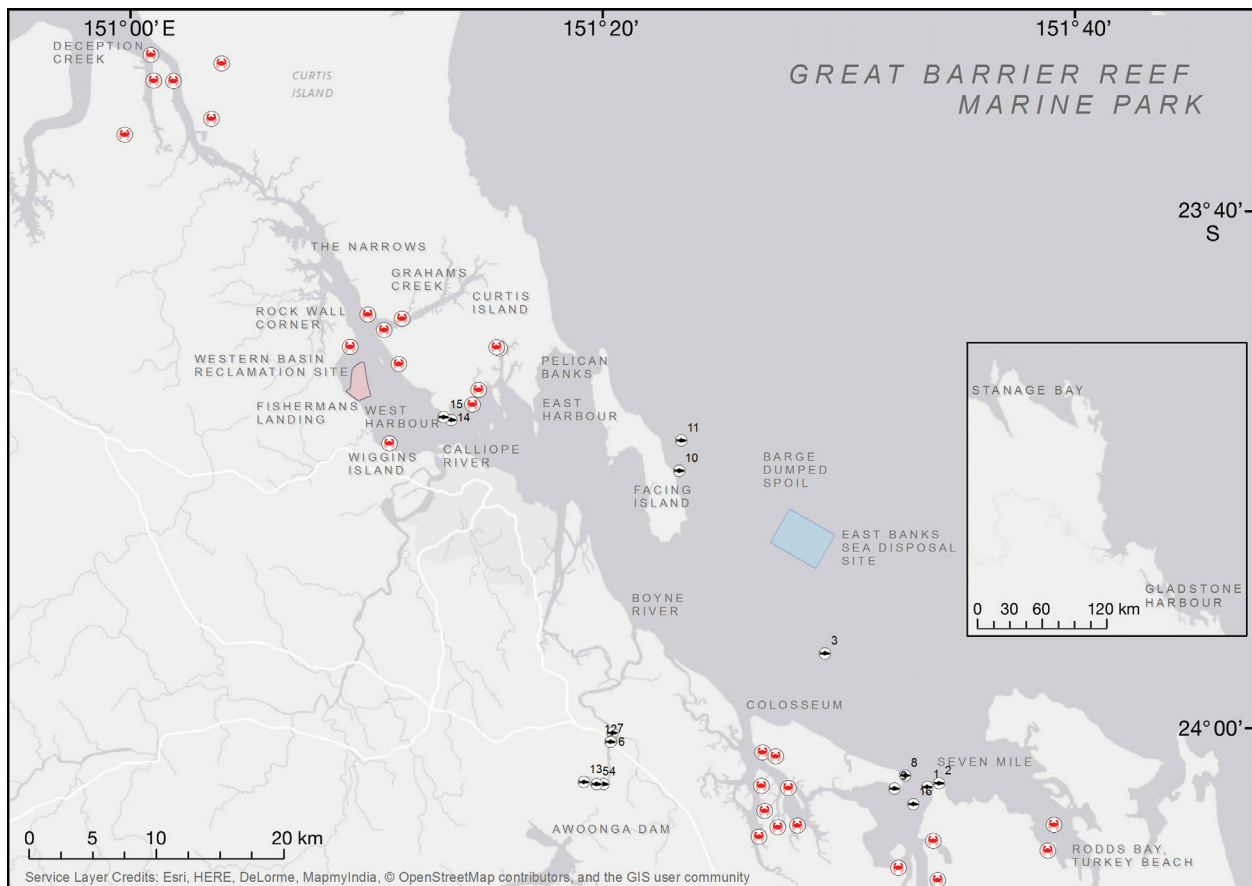 151°00' E
151°20'
151°40'
DECEPTION
CREEK
CURTIS
ISLAND
GREAT BARRIER REEF
MARINE PARK
23°40'
S
THE NARROWS
GRAHAMS
CREEK
CURTIS
ISLAND
ROCK WALL
CORNER
WESTERN BASIN
RECLAMATION SITE
PELICAN
BANKS
FISHERMANS
LANDING
WEST
HARBOUR
15
14
EAST
HARBOUR
WIGGINS
ISLAND
CALLIOPE
RIVER
11
10
FACING
ISLAND
BARGE
DUMPED
SPOIL
EAST BANKS
SEA DISPOSAL
SITE
STANAGE BAY
GLADSTONE
HARBOUR
0 30 60 120 km
BOYNE
RIVER
3
COLOSSEUM
24°00'
127
6
1354
SEVEN MILE
8
1
2
16
AWOONGA DAM
RODDS BAY,
TURKEY BEACH
0 5 10 20 km
Service Layer Credits: Esri, HERE, DeLorme, MapmyIndia, © OpenStreetMap contributors, and the GIS user community